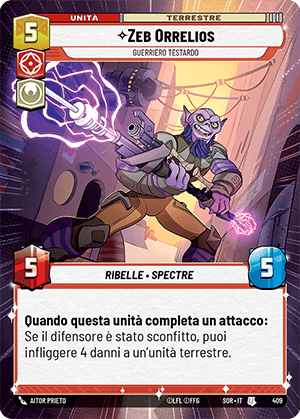 5
UNITÀ
TERRESTRE
✧ZEB ORRELIOS
GUERRIERO TESTARDO
5
RIBELLE • SPECTRE
5
Quando questa unità completa un attacco:
Se il difensore è stato sconfitto, puoi
infliggere 4 danni a un'unità terrestre.
AITOR PRIETO
©LFL ©FFG
SOR • IT
409